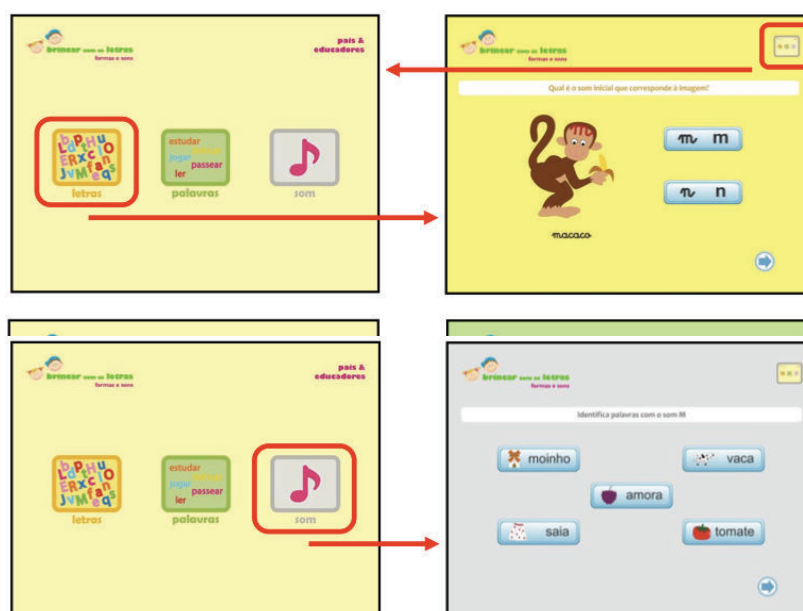 brincar com as letras
formas e sons
pais &
educadores
letras
estudar
jogar
passear
ler
palavras
som
brincar com as letras
formas e sons
Qual é o som inicial que corresponde à imagem?
m m
n n
macaco
brincar com as letras
formas e sons
pais &
educadores
letras
estudar
jogar
passear
ler
palavras
som
brincar com as letras
formas e sons
Identifica palavras com o som M
moinho
vaca
amora
saia
tomate